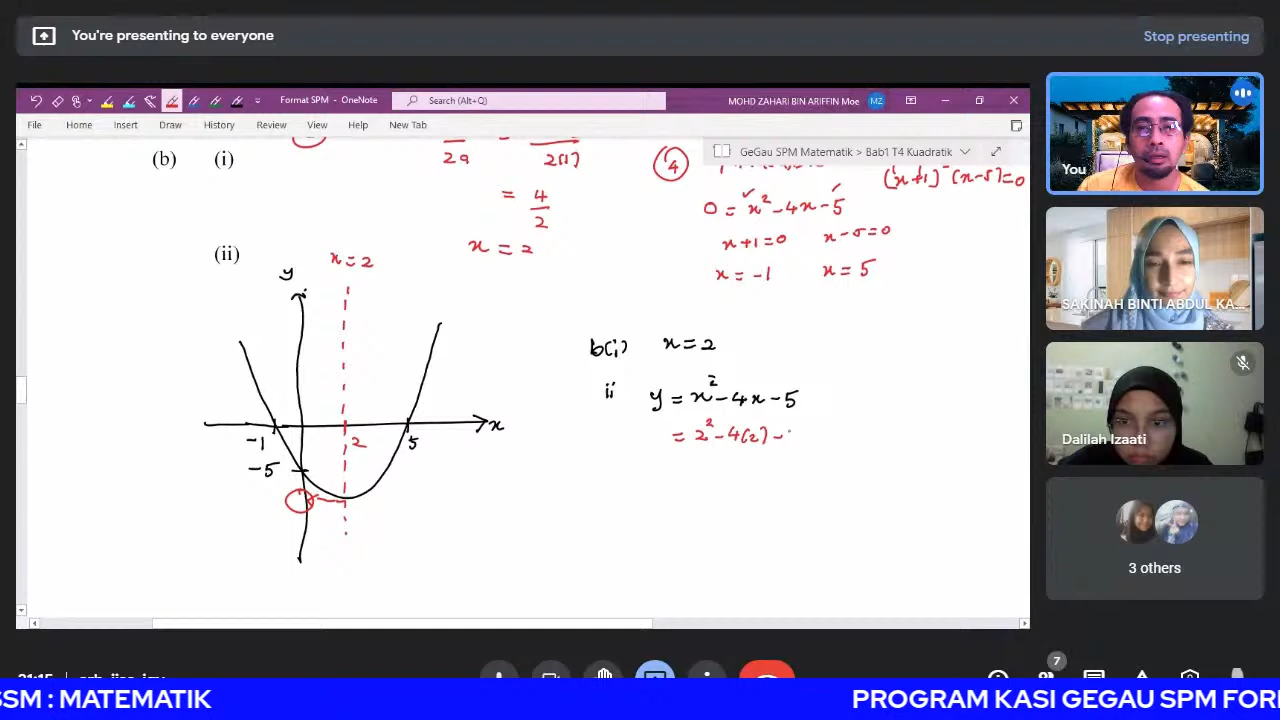 You're presenting to everyone
Stop presenting
Format SPM - OneNote
Search (Alt+Q)
MOHD ZAHARI BIN ARIFFIN Moe
MZ
File Home Insert Draw History Review View Help New Tab
GeGau SPM Matematik > Bab1 T4 Kuadratik
(b) (i)
2a = 2(1)
= 4/2
x = 2
4
(x+1) (x-5)=0
0 = x² - 4x - 5
x+1=0 x-5=0
x = -1 x = 5
(ii)
x = 2
y
x
-1
2
5
-5
b(i) x = 2
ii y = x² - 4x - 5
= 2² - 4(2) -
You
SAKINAH BINTI ABDUL KA...
Dalilah Izaati
3 others
7
SSM : MATEMATIK
PROGRAM KASI GEGAU SPM FOR